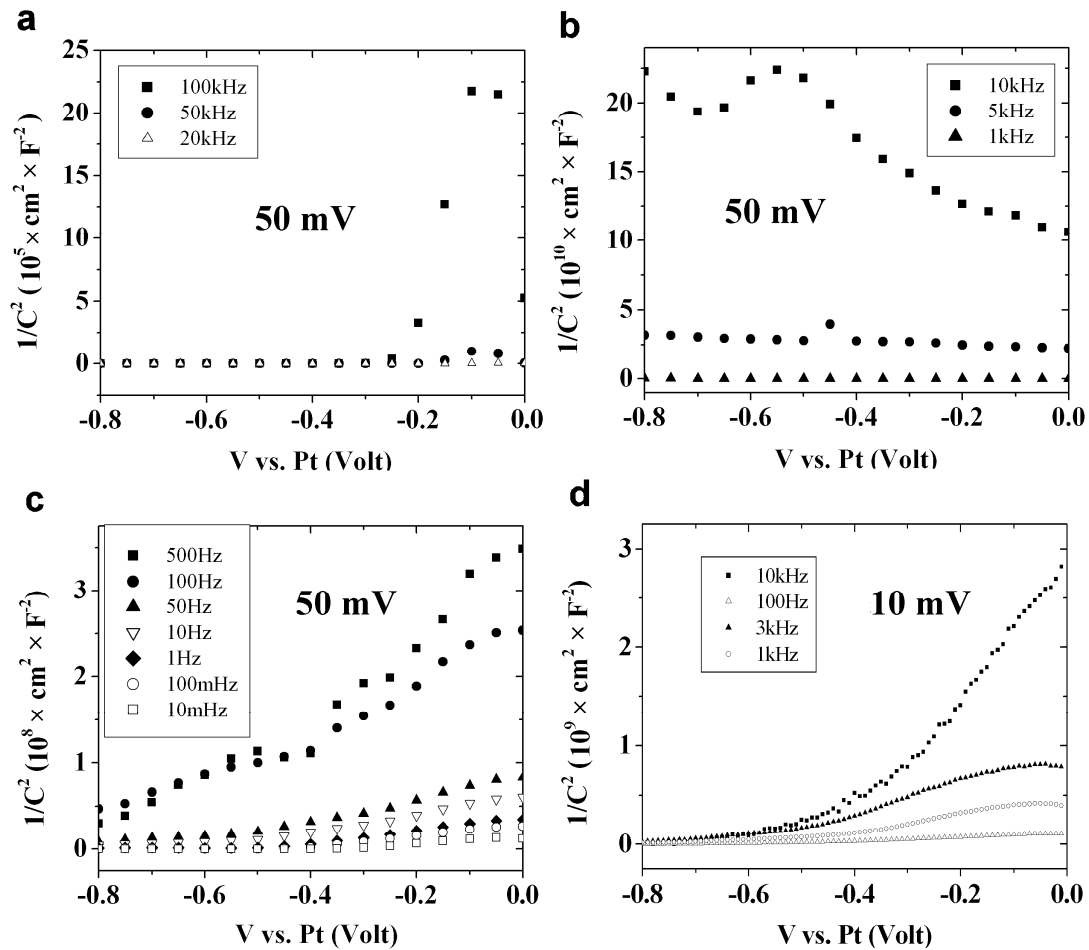 a
1/C² (10⁵ × cm² × F⁻²)
25
20
15
10
5
0
100kHz
50kHz
20kHz
50 mV
-0.8
-0.6
-0.4
-0.2
0.0
V vs. Pt (Volt)
b
1/C² (10¹⁰ × cm² × F⁻²)
20
15
10
5
0
10kHz
5kHz
1kHz
50 mV
-0.8
-0.6
-0.4
-0.2
0.0
V vs. Pt (Volt)
c
1/C² (10⁸ × cm² × F⁻²)
3
2
1
0
500Hz
100Hz
50Hz
10Hz
1Hz
100mHz
10mHz
50 mV
-0.8
-0.6
-0.4
-0.2
0.0
V vs. Pt (Volt)
d
1/C² (10⁹ × cm² × F⁻²)
3
2
1
0
10kHz
100Hz
3kHz
1kHz
10 mV
-0.8
-0.6
-0.4
-0.2
0.0
V vs. Pt (Volt)